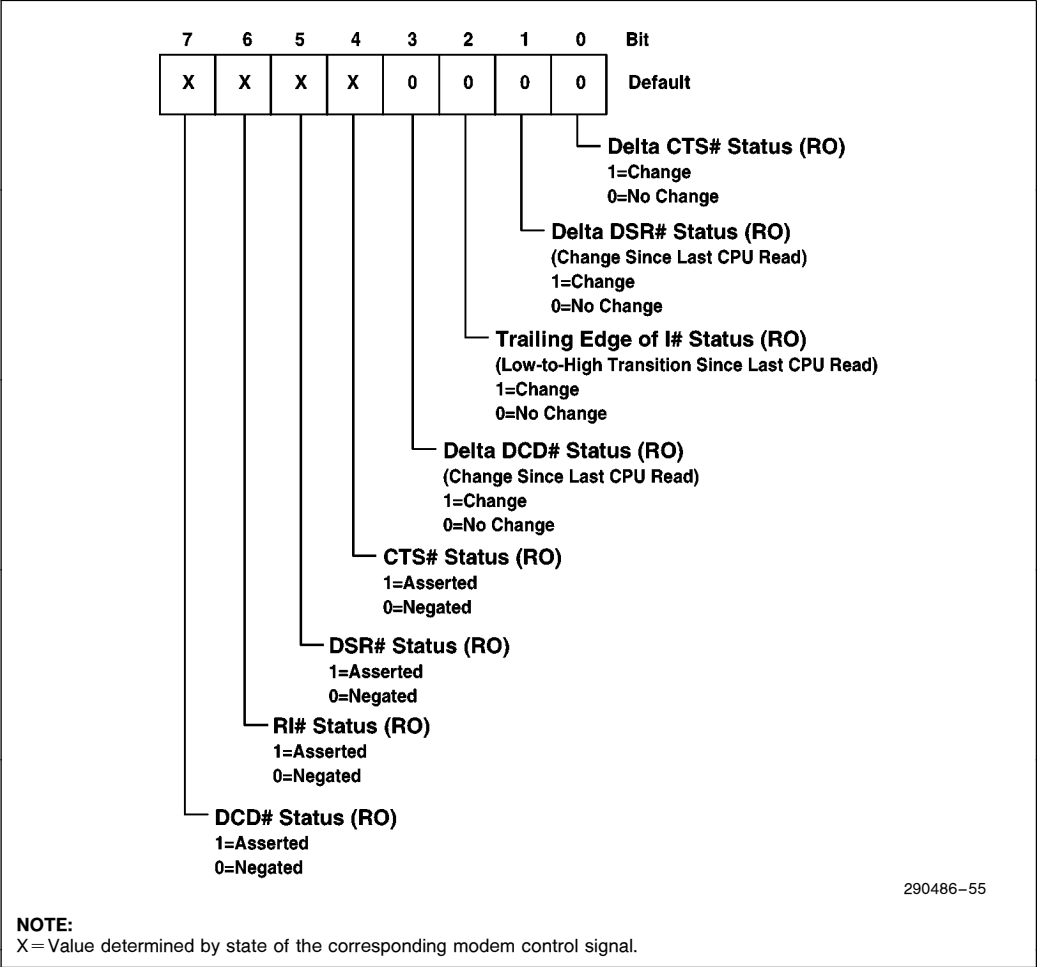 7 6 5 4 3 2 1 0 Bit
X X X X 0 0 0 0 Default
Delta CTS# Status (RO)
1=Change
0=No Change
Delta DSR# Status (RO)
(Change Since Last CPU Read)
1=Change
0=No Change
Trailing Edge of I# Status (RO)
(Low-to-High Transition Since Last CPU Read)
1=Change
0=No Change
Delta DCD# Status (RO)
(Change Since Last CPU Read)
1=Change
0=No Change
CTS# Status (RO)
1=Asserted
0=Negated
DSR# Status (RO)
1=Asserted
0=Negated
RI# Status (RO)
1=Asserted
0=Negated
DCD# Status (RO)
1=Asserted
0=Negated
290486–55
NOTE:
X=Value determined by state of the corresponding modem control signal.